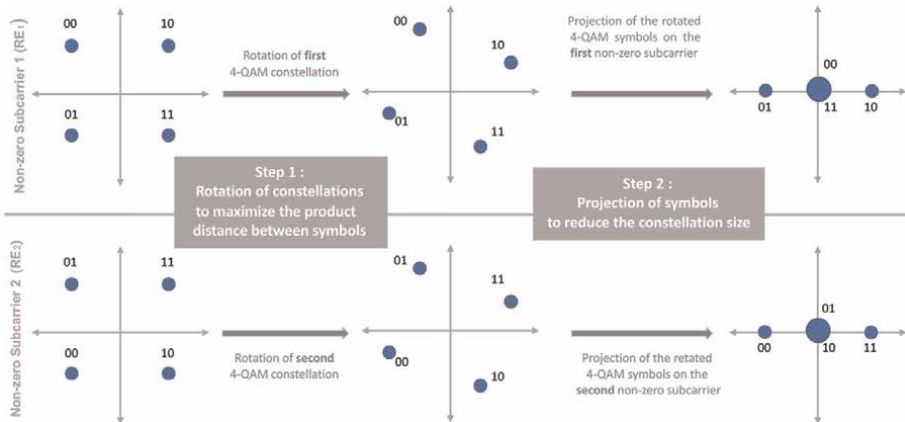 Non-zero Subcarrier 1 (RE1)
00 10
01 11
Rotation of first
4-QAM constellation
00
10
01
11
Projection of the rotated
4-QAM symbols on the
first non-zero subcarrier
00
01 11 10
Step 1 :
Rotation of constellations
to maximize the product
distance between symbols
Step 2 :
Projection of symbols
to reduce the constellation size
Non-zero Subcarrier 2 (RE2)
01 11
00 10
Rotation of second
4-QAM constellation
01
11
00
10
Projection of the retated
4-QAM symbols on the
second non-zero subcarrier
01
00 10 11